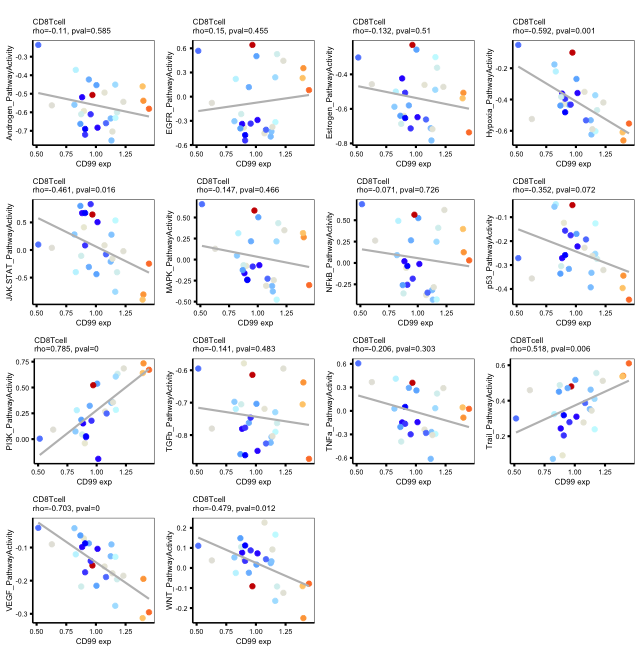 CD8Tcell
rho=-0.11, pval=0.585
Androgen_PathwayActivity
-0.3
-0.4
-0.5
-0.6
-0.7
0.50 0.75 1.00 1.25
CD99 exp
CD8Tcell
rho=0.15, pval=0.455
EGFR_PathwayActivity
0.6
0.3
0.0
-0.3
-0.6
0.50 0.75 1.00 1.25
CD99 exp
CD8Tcell
rho=-0.132, pval=0.51
Estrogen_PathwayActivity
-0.4
-0.6
-0.8
0.50 0.75 1.00 1.25
CD99 exp
CD8Tcell
rho=-0.592, pval=0.001
Hypoxia_PathwayActivity
-0.2
-0.4
-0.6
0.50 0.75 1.00 1.25
CD99 exp
CD8Tcell
rho=-0.461, pval=0.016
JAK-STAT_PathwayActivity
0.5
0.0
-0.5
0.50 0.75 1.00 1.25
CD99 exp
CD8Tcell
rho=-0.147, pval=0.466
MAPK_PathwayActivity
0.50
0.25
0.00
-0.25
-0.50
0.50 0.75 1.00 1.25
CD99 exp
CD8Tcell
rho=-0.071, pval=0.726
NFkB_PathwayActivity
0.50
0.25
0.00
-0.25
0.50 0.75 1.00 1.25
CD99 exp
CD8Tcell
rho=-0.352, pval=0.072
p53_PathwayActivity
-0.1
-0.2
-0.3
-0.4
0.50 0.75 1.00 1.25
CD99 exp
CD8Tcell
rho=0.785, pval=0
PI3K_PathwayActivity
0.75
0.50
0.25
0.00
0.50 0.75 1.00 1.25
CD99 exp
CD8Tcell
rho=-0.141, pval=0.483
TGFb_PathwayActivity
-0.6
-0.7
-0.8
0.50 0.75 1.00 1.25
CD99 exp
CD8Tcell
rho=-0.206, pval=0.303
TNFa_PathwayActivity
0.6
0.3
0.0
-0.3
-0.6
0.50 0.75 1.00 1.25
CD99 exp
CD8Tcell
rho=0.518, pval=0.006
Trail_PathwayActivity
0.6
0.4
0.2
0.50 0.75 1.00 1.25
CD99 exp
CD8Tcell
rho=-0.703, pval=0
VEGF_PathwayActivity
-0.1
-0.2
-0.3
0.50 0.75 1.00 1.25
CD99 exp
CD8Tcell
rho=-0.479, pval=0.012
WNT_PathwayActivity
0.2
0.1
0.0
-0.1
-0.2
0.50 0.75 1.00 1.25
CD99 exp